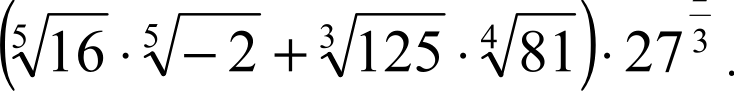 (⁵√16 · ⁵√−2 + ³√125 · ⁴√81) · 27^{/3} .